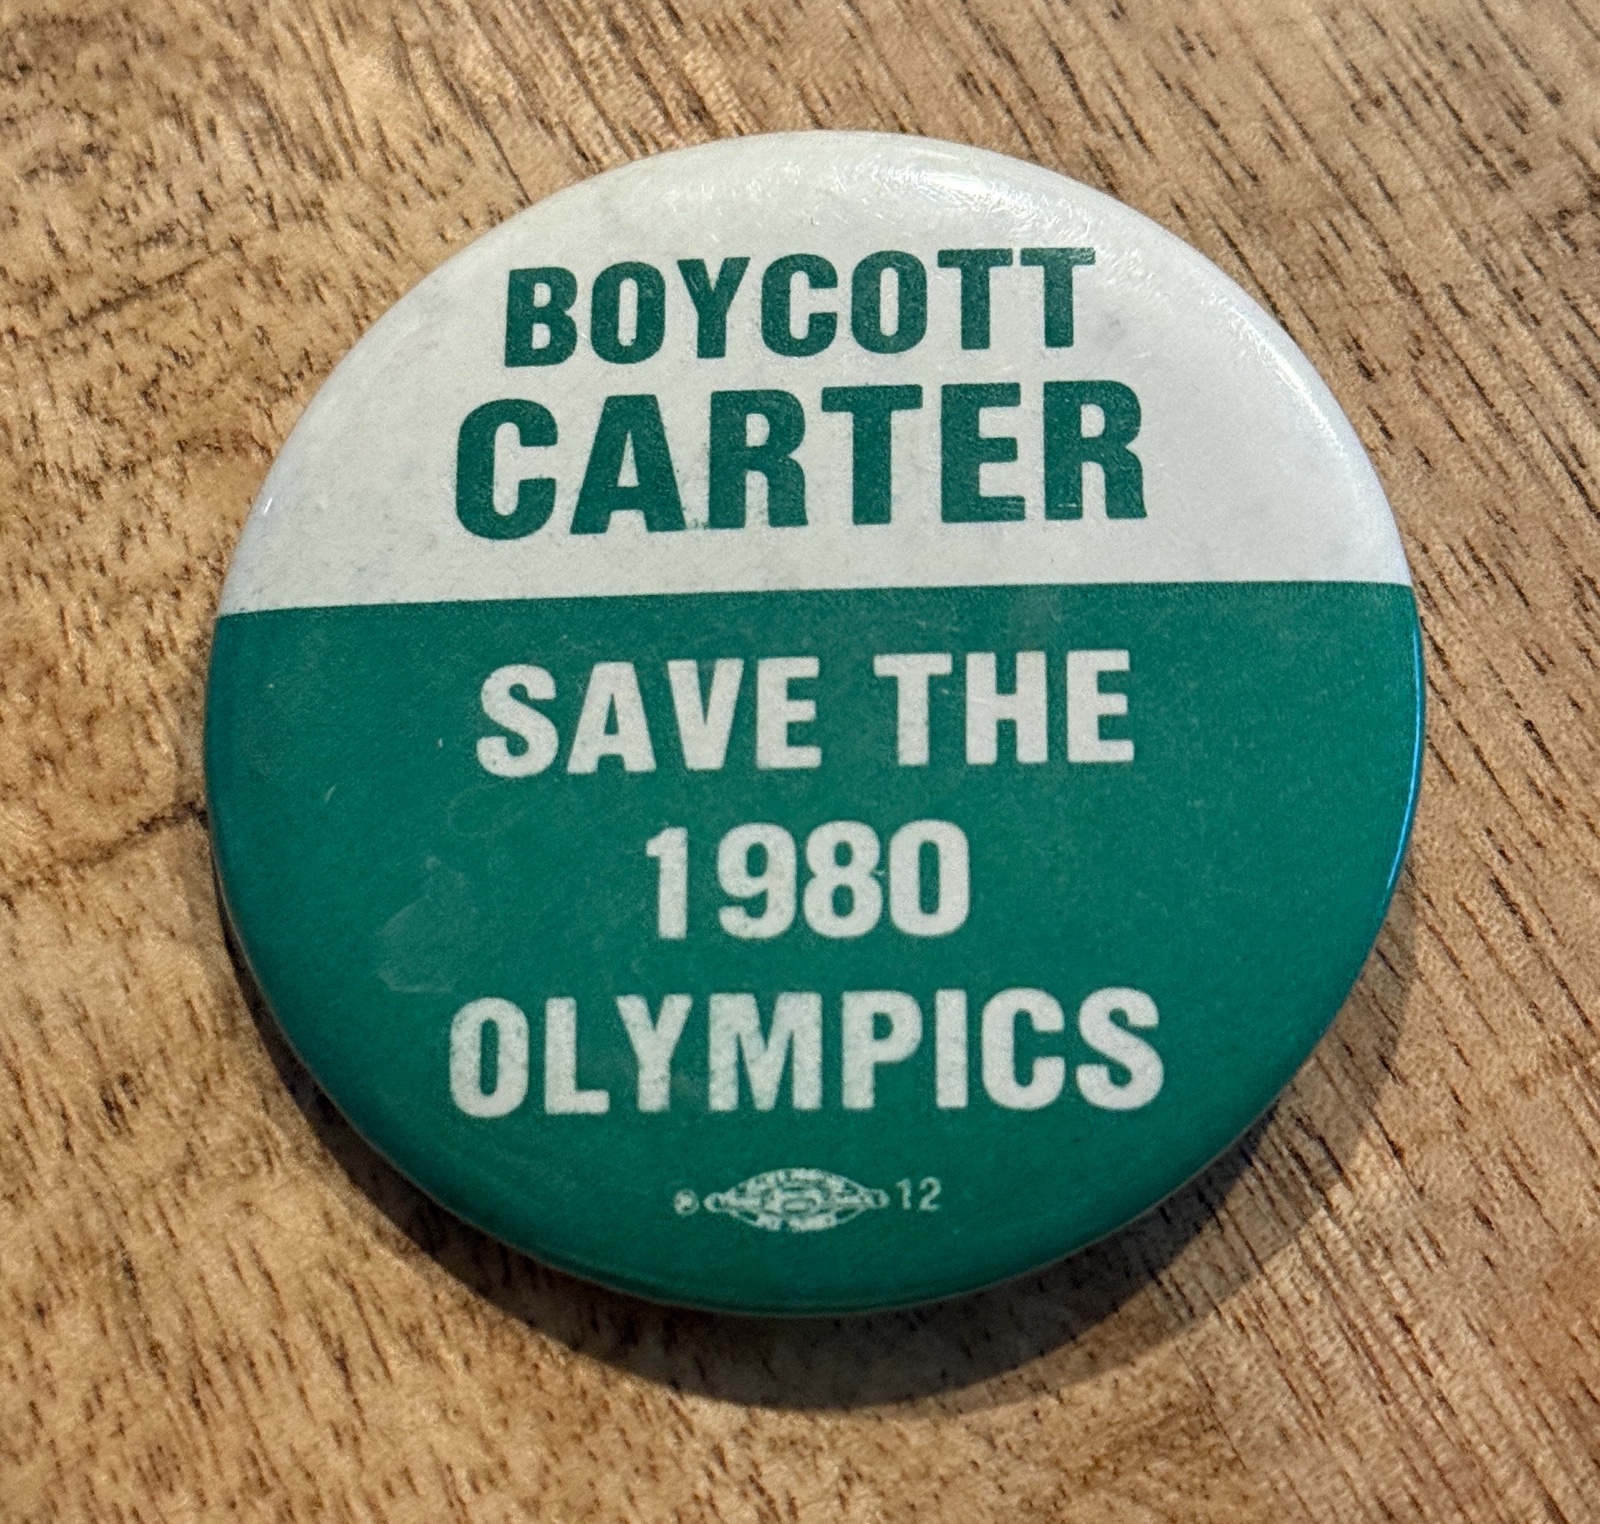 BOYCOTT
CARTER
SAVE THE
1980
OLYMPICS
12